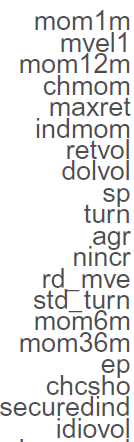 mom1m
mvel1
mom12m
chmom
maxret
indmom
retvol
dolvol
sp
turn
agr
nincr
rd_mve
std_turn
mom6m
mom36m
ep
chcsho
securedind
idiovol